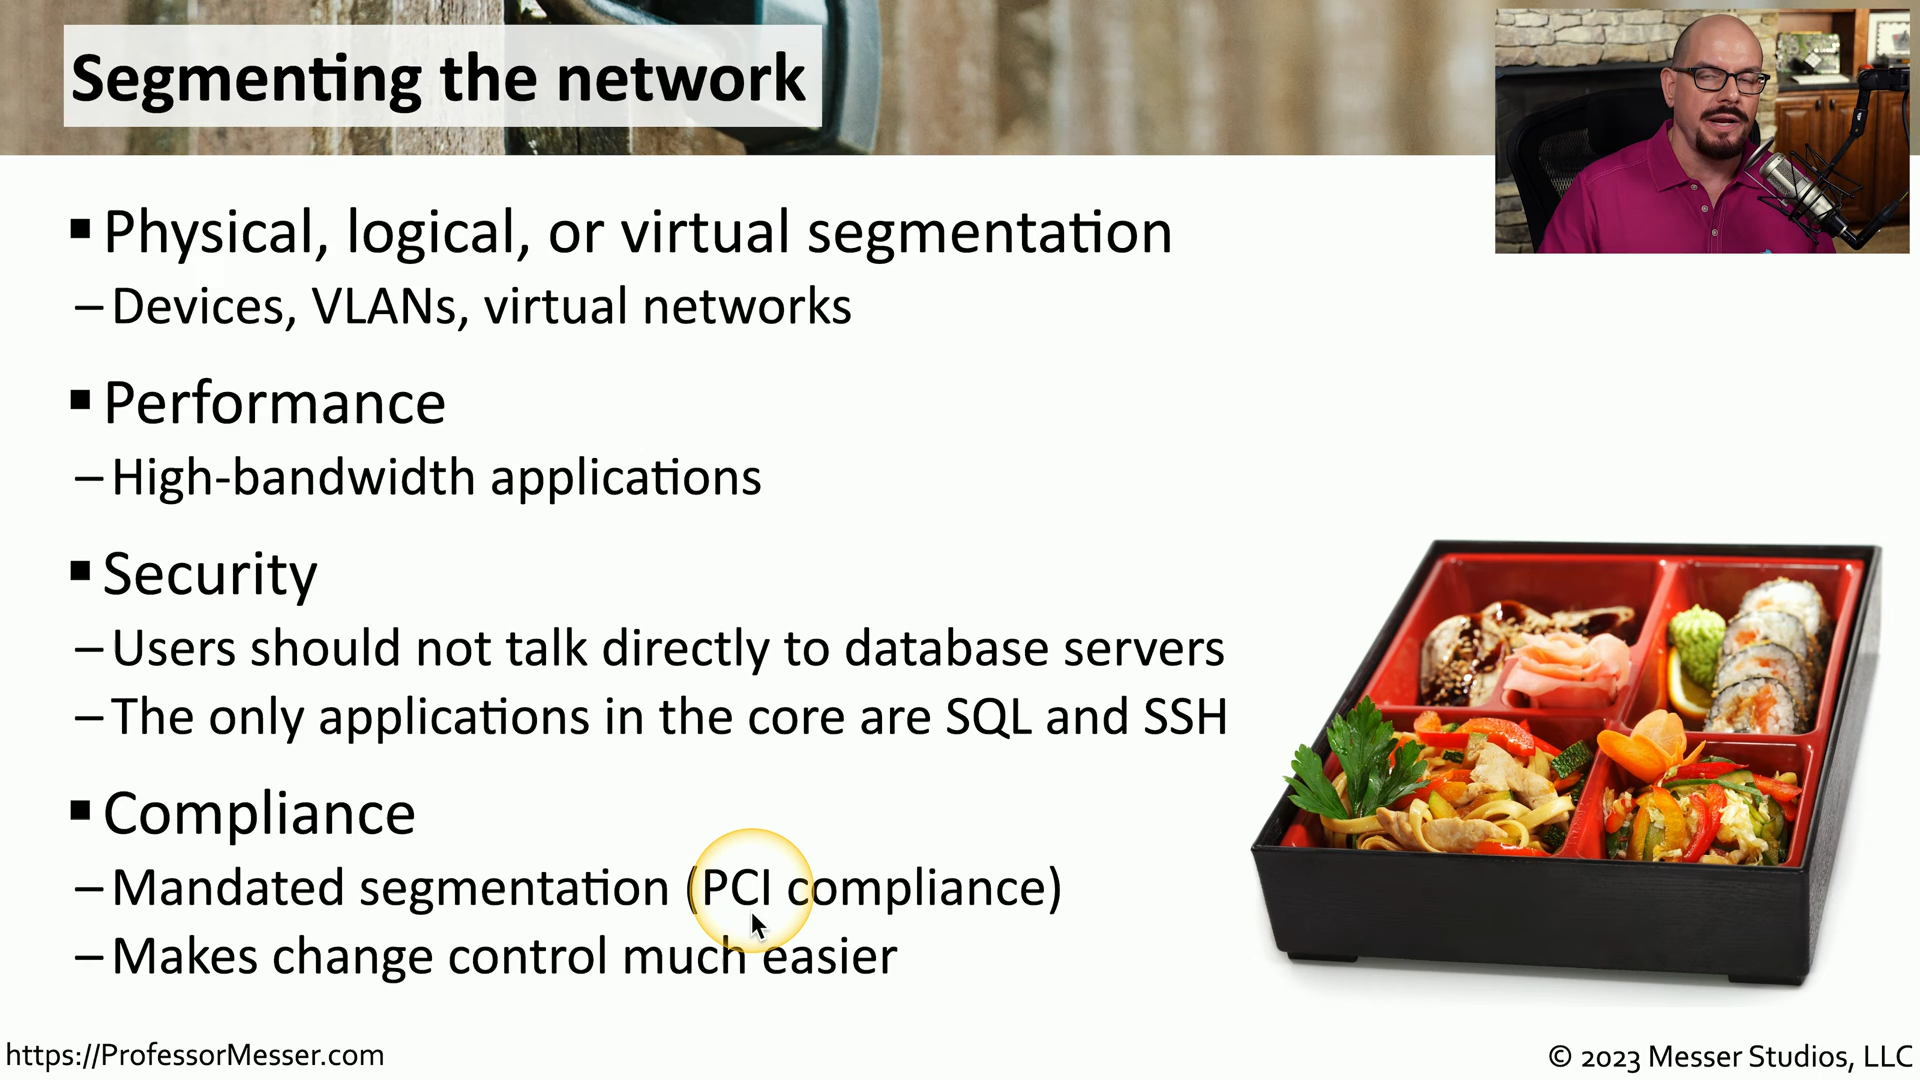 Segmenting the network
Physical, logical, or virtual segmentation
– Devices, VLANs, virtual networks
Performance
– High-bandwidth applications
Security
– Users should not talk directly to database servers
– The only applications in the core are SQL and SSH
Compliance
– Mandated segmentation (PCI compliance)
– Makes change control much easier
https://ProfessorMesser.com
© 2023 Messer Studios, LLC